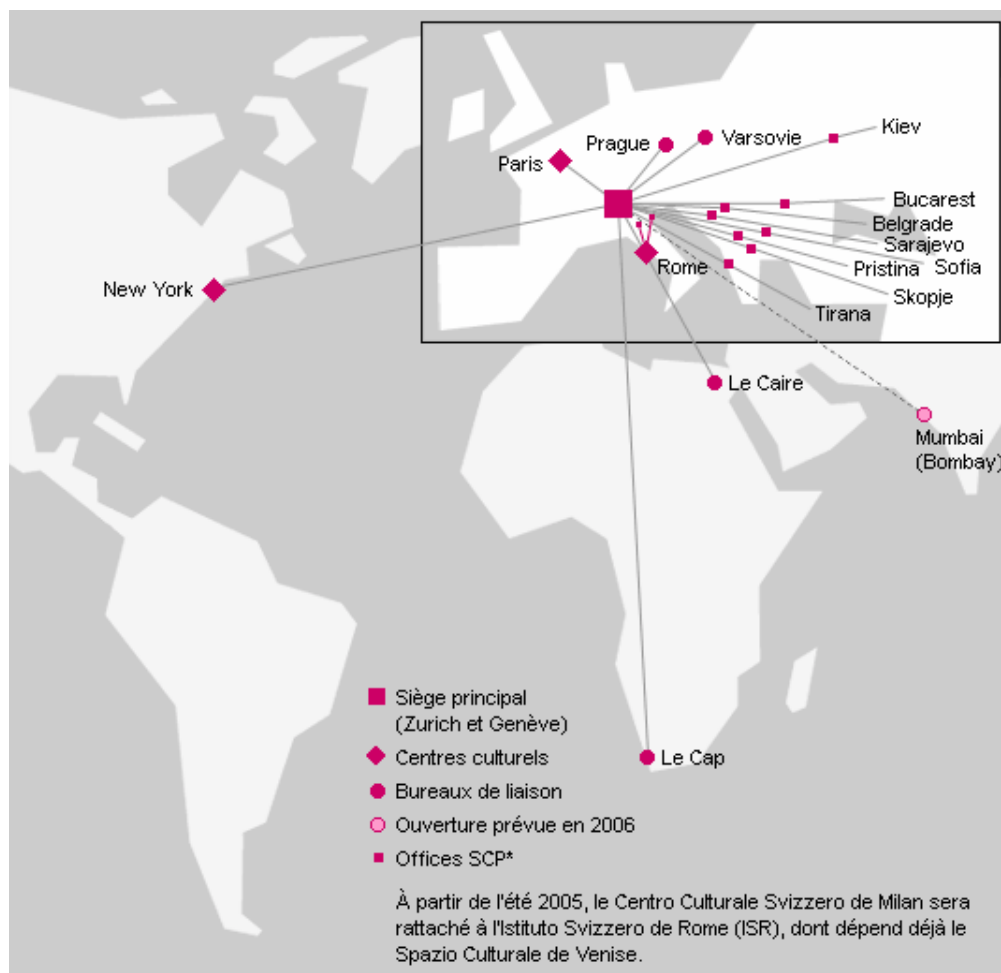 Kiev
Prague
Varsovie
Paris
Bucarest
Belgrade
Sarajevo
Rome
Pristina
Sofia
New York
Skopje
Tirana
Le Caire
Mumbai
(Bombay)
Siège principal
(Zurich et Genève)
Centres culturels
Le Cap
Bureaux de liaison
Ouverture prévue en 2006
Offices SCP*
À partir de l'été 2005, le Centro Culturale Svizzero de Milan sera
rattaché à l'Istituto Svizzero de Rome (ISR), dont dépend déjà le
Spazio Culturale de Venise.